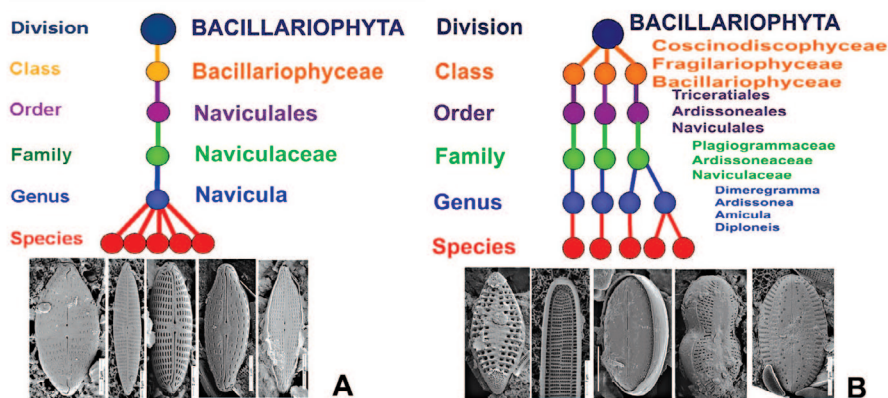 Division
BACILLARIOPHYTA
Class
Bacillariophyceae
Order
Naviculales
Family
Naviculaceae
Genus
Navicula
Species
A
Division
BACILLARIOPHYTA
Coscinodiscophyceae
Class
Fragilariophyceae
Bacillariophyceae
Triceratiales
Order
Ardissoneales
Naviculales
Plagiogrammaceae
Family
Ardissoneaceae
Naviculaceae
Dimeregramma
Genus
Ardissonea
Amicula
Diploneis
Species
B